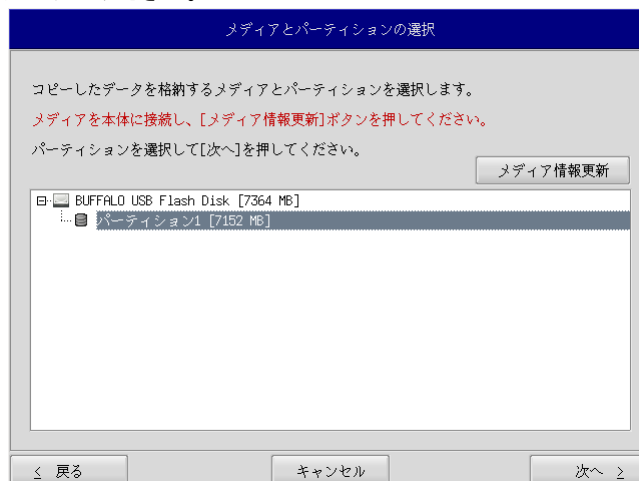 メディアとパーティションの選択
コピーしたデータを格納するメディアとパーティションを選択します。
メディアを本体に接続し、[メディア情報更新]ボタンを押してください。
パーティションを選択して[次へ]を押してください。
メディア情報更新
BUFFALO USB Flash Disk [7364 MB]
パーティション1 [7152 MB]
< 戻る
キャンセル
次へ >